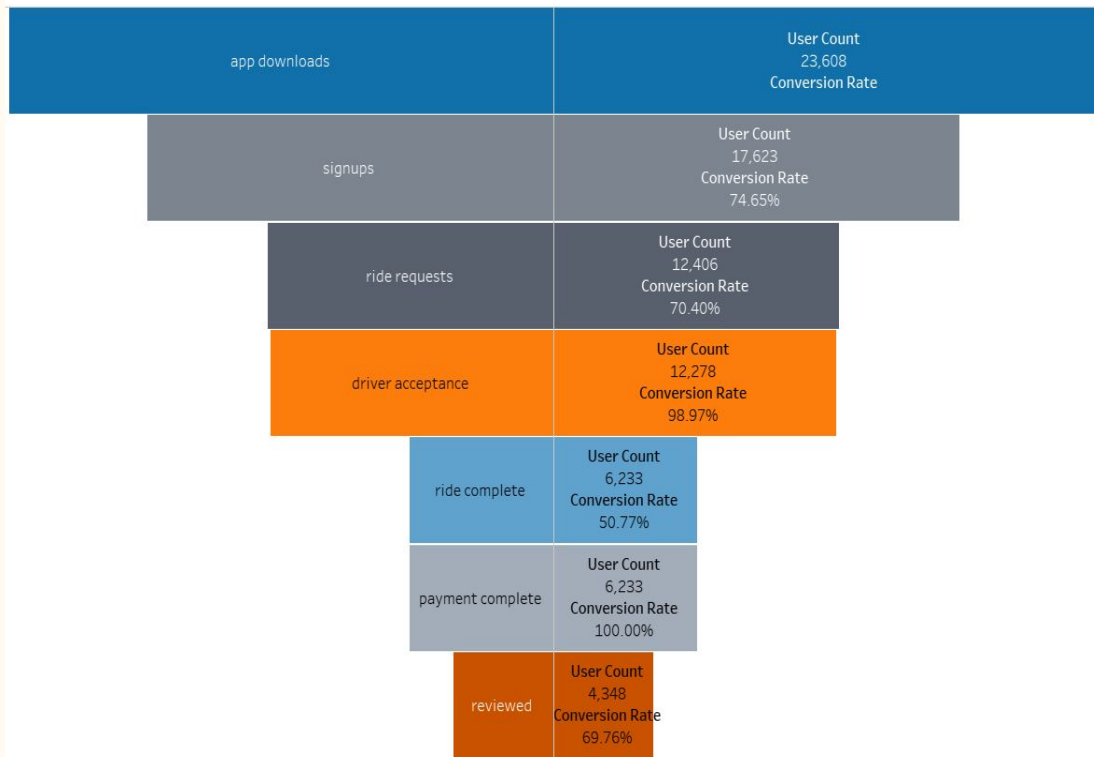 app downloads
User Count
23,608
Conversion Rate
signups
User Count
17,623
Conversion Rate
74.65%
ride requests
User Count
12,406
Conversion Rate
70.40%
driver acceptance
User Count
12,278
Conversion Rate
98.97%
ride complete
User Count
6,233
Conversion Rate
50.77%
payment complete
User Count
6,233
Conversion Rate
100.00%
reviewed
User Count
4,348
Conversion Rate
69.76%